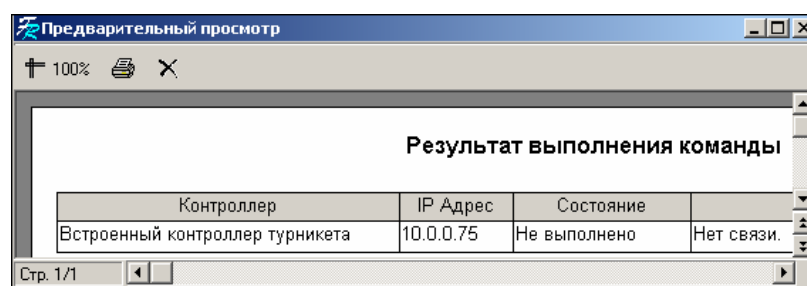 Предварительный просмотр
100%
Результат выполнения команды
Контроллер IP Адрес Состояние
Встроенный контроллер турникета 10.0.0.75 Не выполнено Нет связи.
Стр. 1/1